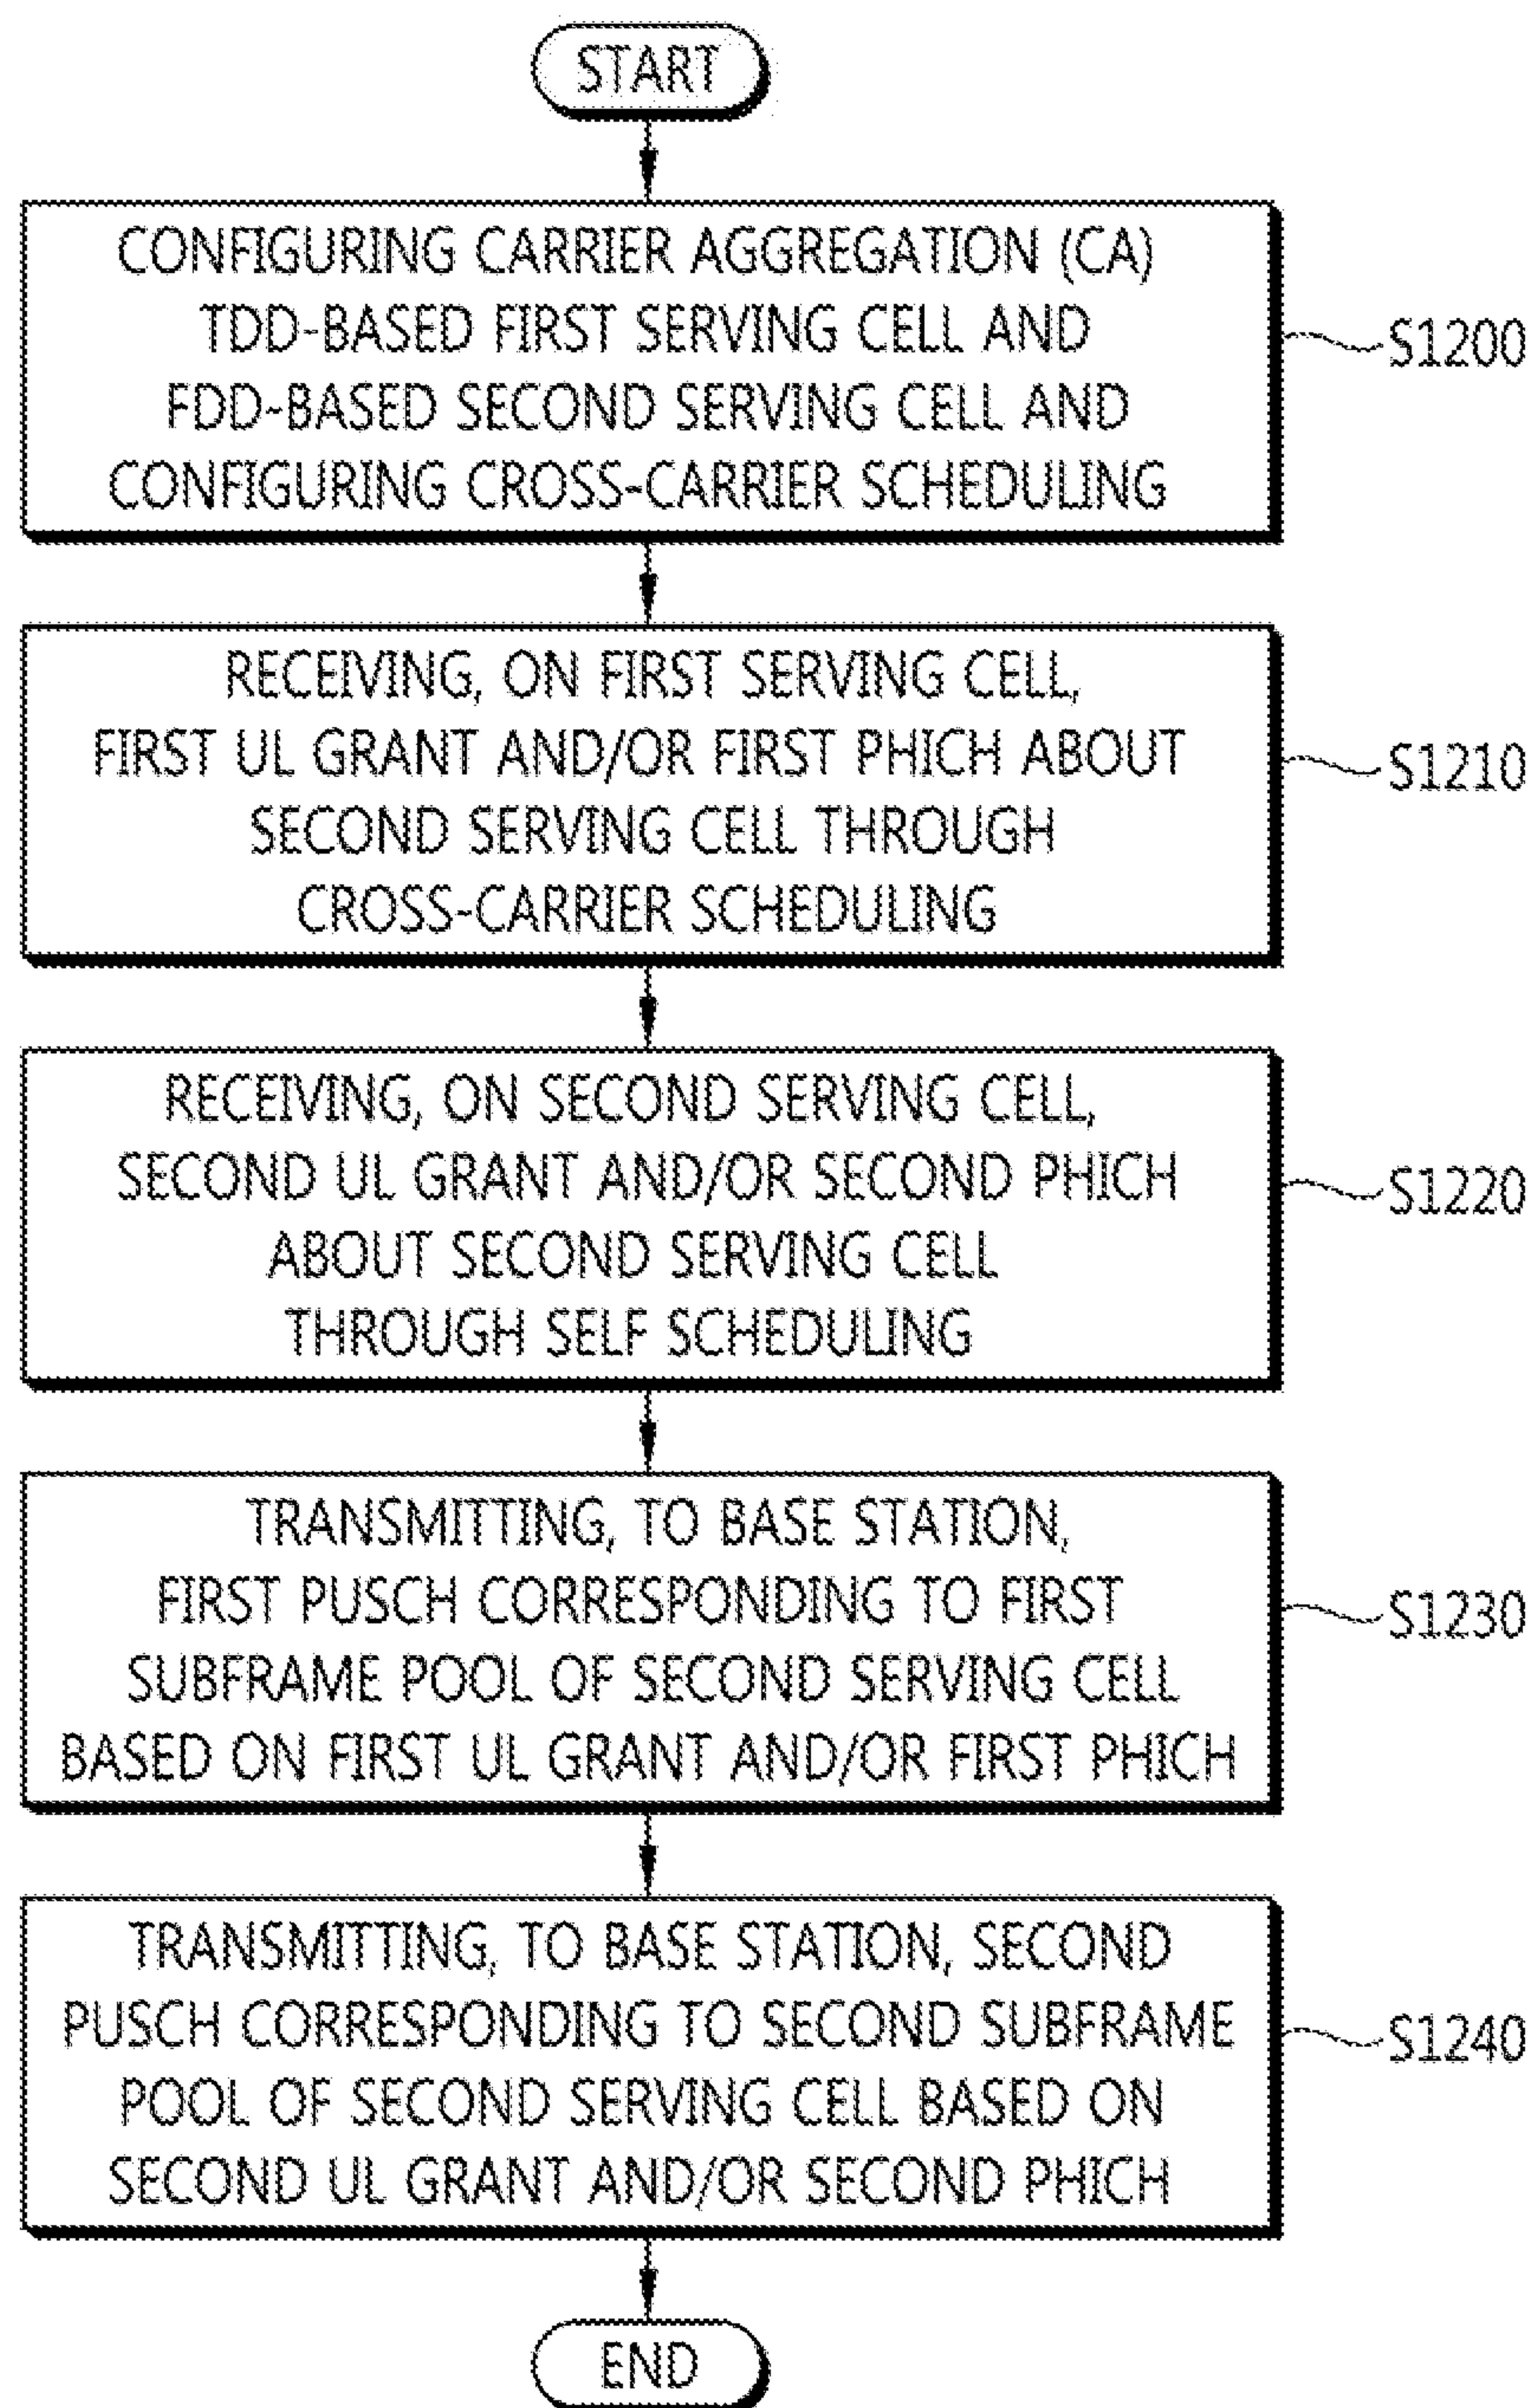 START
CONFIGURING CARRIER AGGREGATION (CA)
TDD-BASED FIRST SERVING CELL AND
FDD-BASED SECOND SERVING CELL AND
CONFIGURING CROSS-CARRIER SCHEDULING
S1200
RECEIVING, ON FIRST SERVING CELL,
FIRST UL GRANT AND/OR FIRST PHICH ABOUT
SECOND SERVING CELL THROUGH
CROSS-CARRIER SCHEDULING
S1210
RECEIVING, ON SECOND SERVING CELL,
SECOND UL GRANT AND/OR SECOND PHICH
ABOUT SECOND SERVING CELL
THROUGH SELF SCHEDULING
S1220
TRANSMITTING, TO BASE STATION,
FIRST PUSCH CORRESPONDING TO FIRST
SUBFRAME POOL OF SECOND SERVING CELL
BASED ON FIRST UL GRANT AND/OR FIRST PHICH
S1230
TRANSMITTING, TO BASE STATION, SECOND
PUSCH CORRESPONDING TO SECOND SUBFRAME
POOL OF SECOND SERVING CELL BASED ON
SECOND UL GRANT AND/OR SECOND PHICH
S1240
END